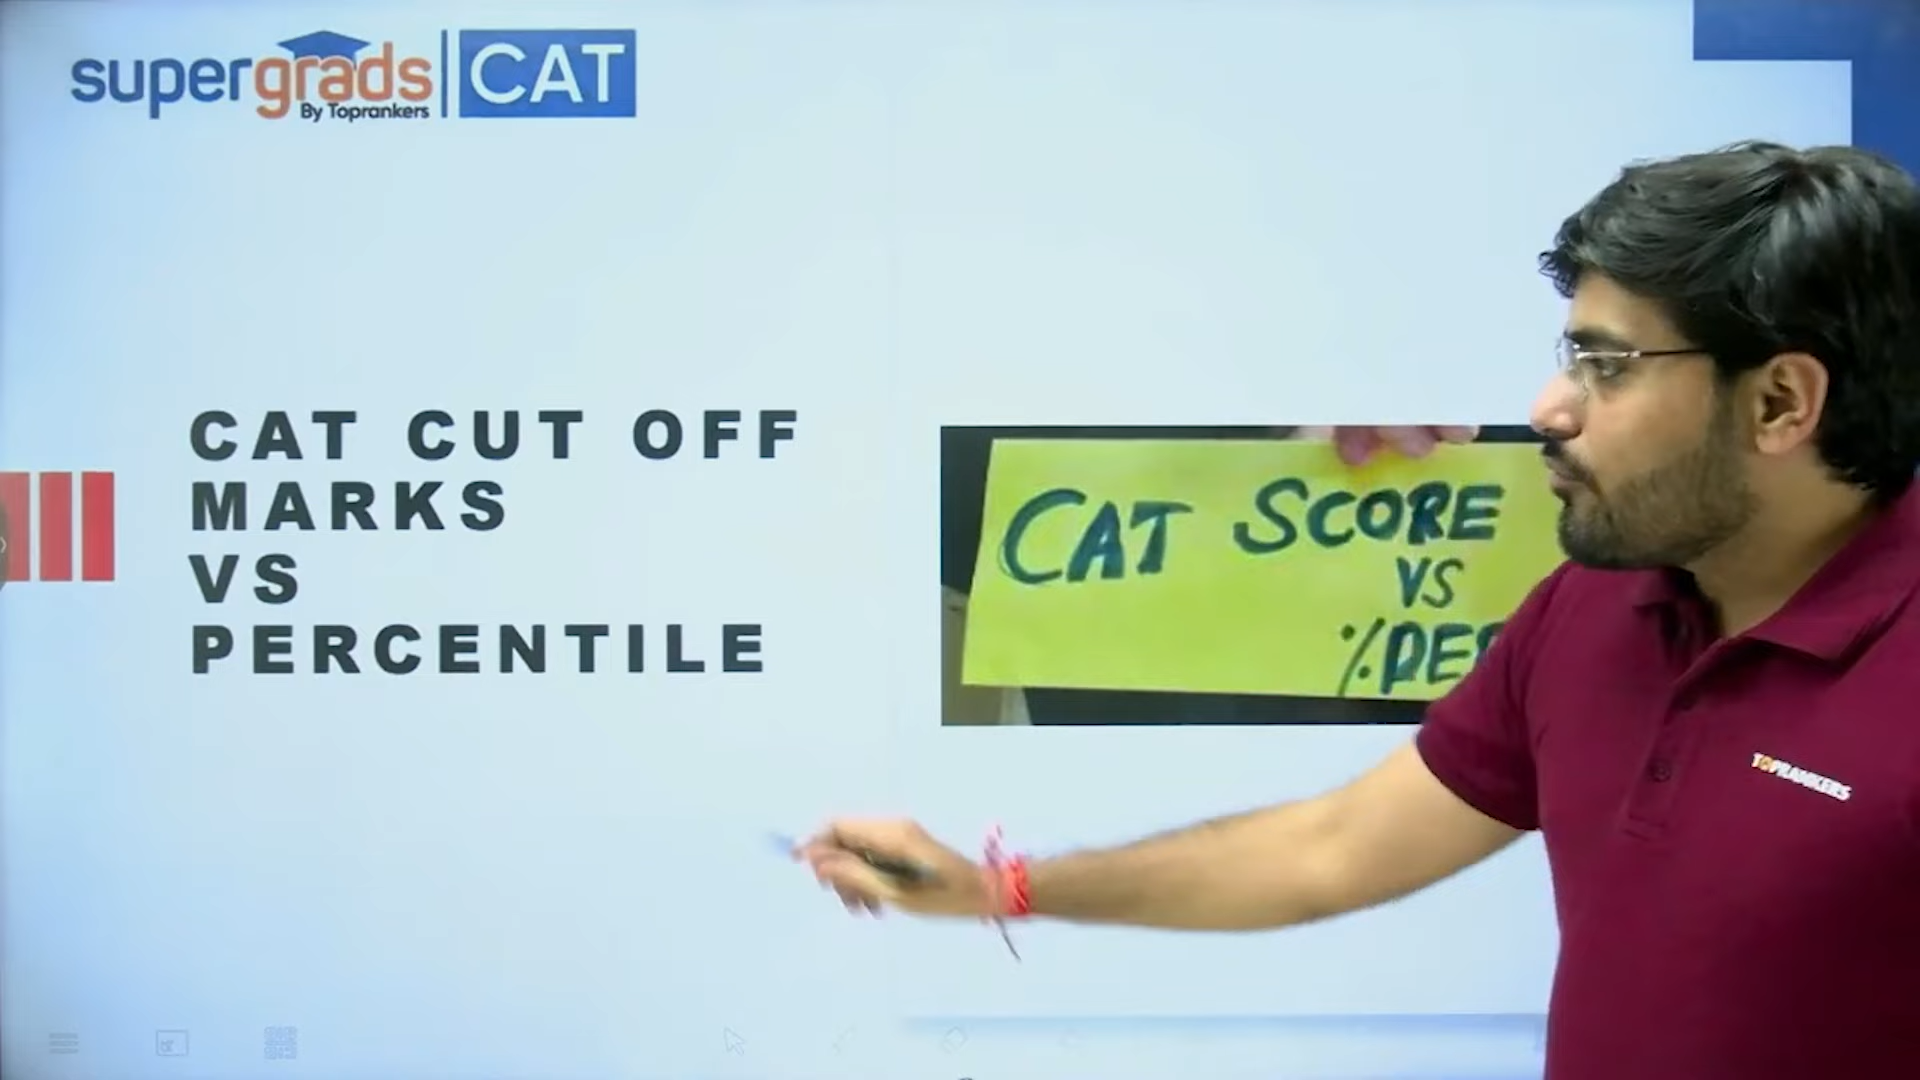 supergrads
By Toprankers
CAT
CAT CUT OFF
MARKS
VS
PERCENTILE
CAT SCORE
VS
TOPRANKERS